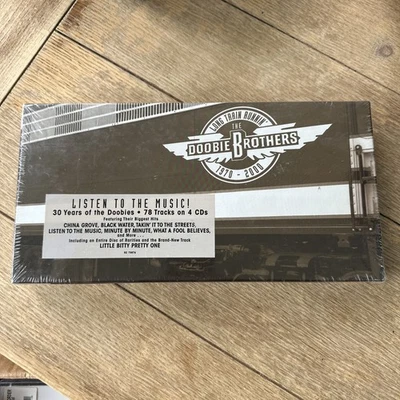 LONG TRAIN RUNNIN'
THE
DOOBIE BROTHERS
1970 - 2000
LISTEN TO THE MUSIC!
30 Years of the Doobies • 78 Tracks on 4 CDs
Featuring Their Biggest Hits
CHINA GROVE, BLACK WATER, TAKIN' IT TO THE STREETS,
LISTEN TO THE MUSIC, MINUTE BY MINUTE, WHAT A FOOL BELIEVES,
and More . . .
Including an Entire Disc of Rarities and the Brand-New Track
LITTLE BITTY PRETTY ONE